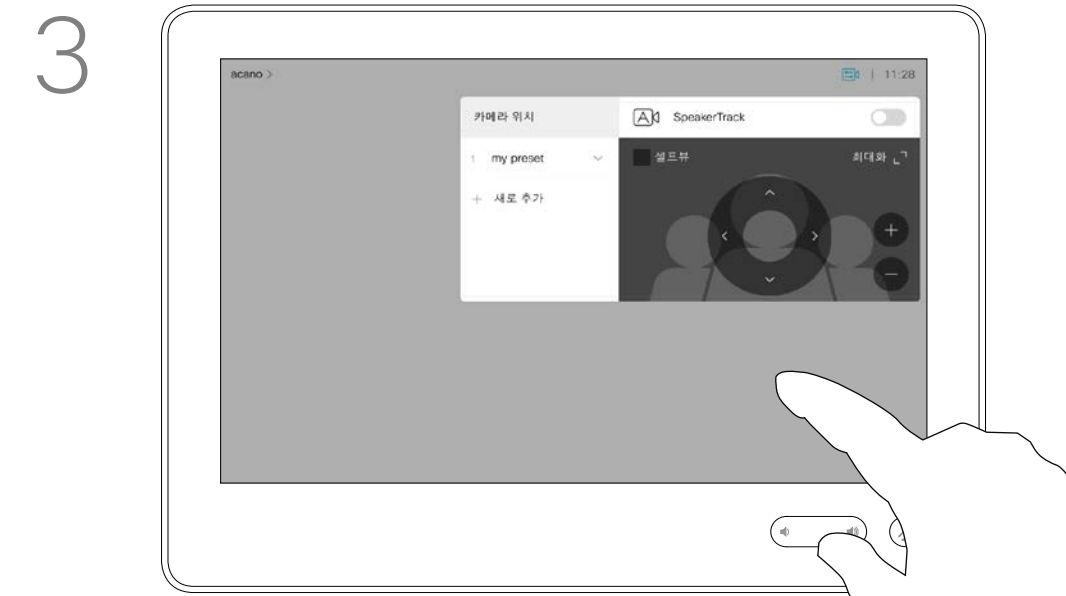 3
acano >
11:28
카메라 위치
SpeakerTrack
1 my preset
셀프뷰
최대화
+ 새로 추가